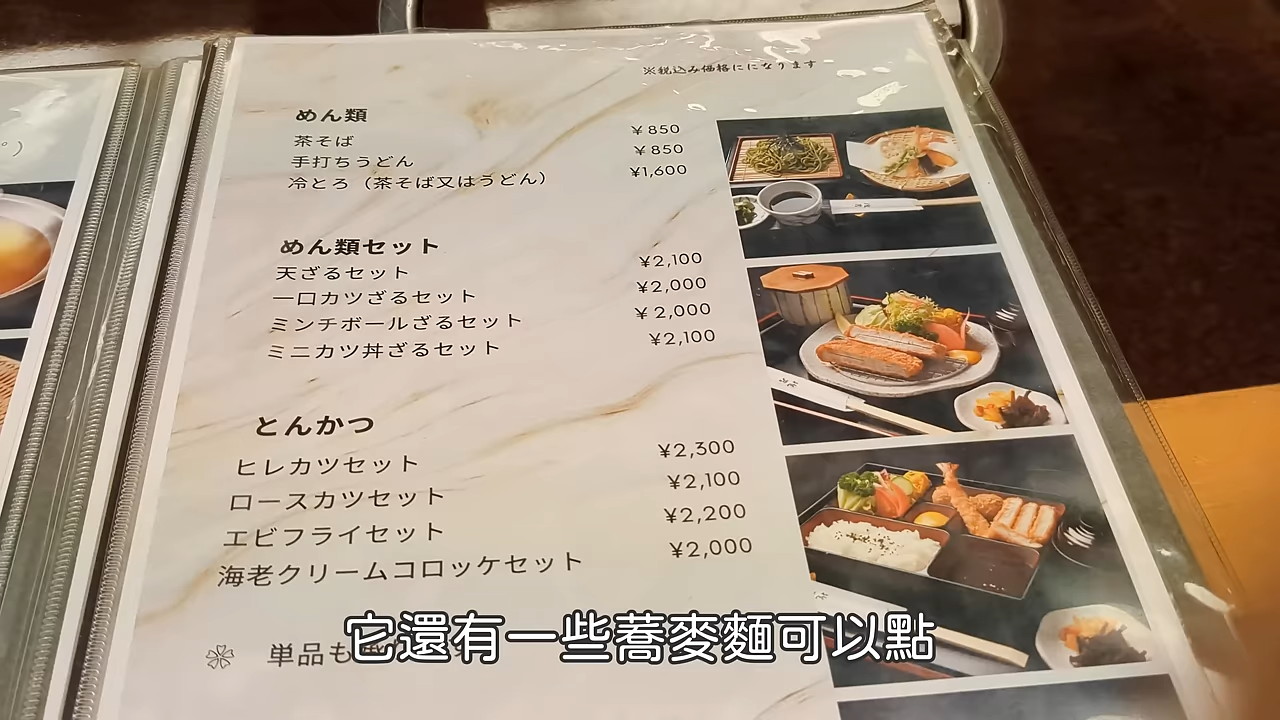 ※税込み価格にになります
めん類
茶そば ¥850
手打ちうどん ¥850
冷とろ（茶そば又はうどん） ¥1,600
めん類セット
天ざるセット ¥2,100
一口カツざるセット ¥2,000
ミンチボールざるセット ¥2,000
ミニカツ丼ざるセット ¥2,100
とんかつ
ヒレカツセット ¥2,300
ロースカツセット ¥2,100
エビフライセット ¥2,200
海老クリームコロッケセット ¥2,000
単品も
它還有一些蕎麥麵可以點